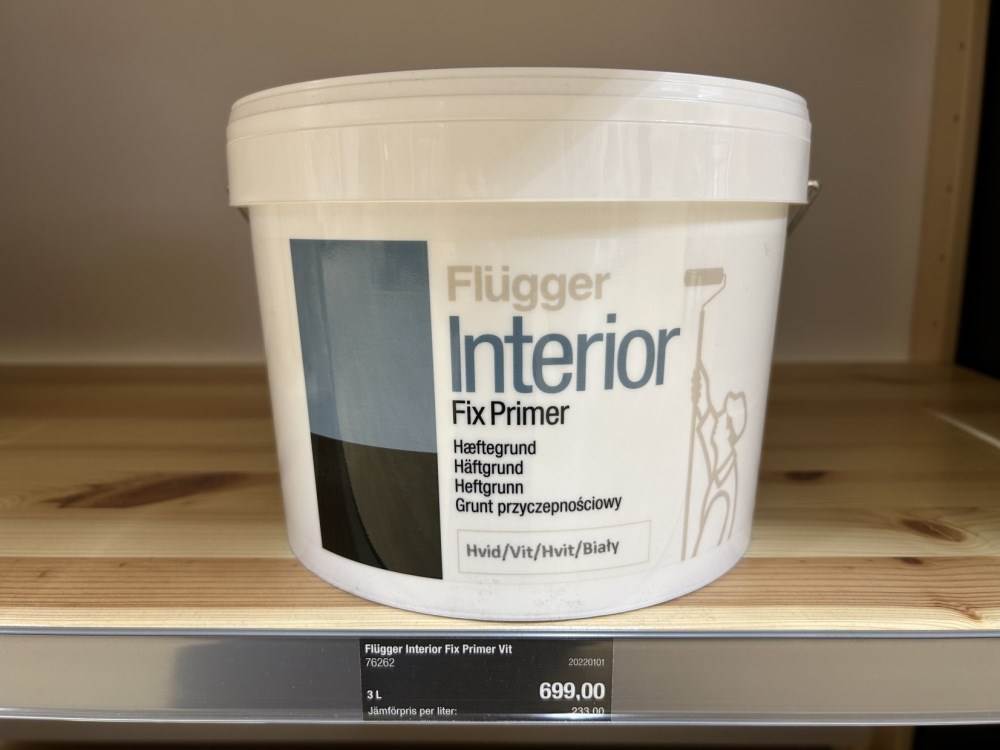 Flügger
Interior
Fix Primer
Hæftegrund
Häftgrund
Heftgrunn
Grunt przyczepnościowy
Hvid/Vit/Hvit/Biały
Flügger Interior Fix Primer Vit
76262 20220101
3 L 699,00
Jämförpris per liter: 233.00